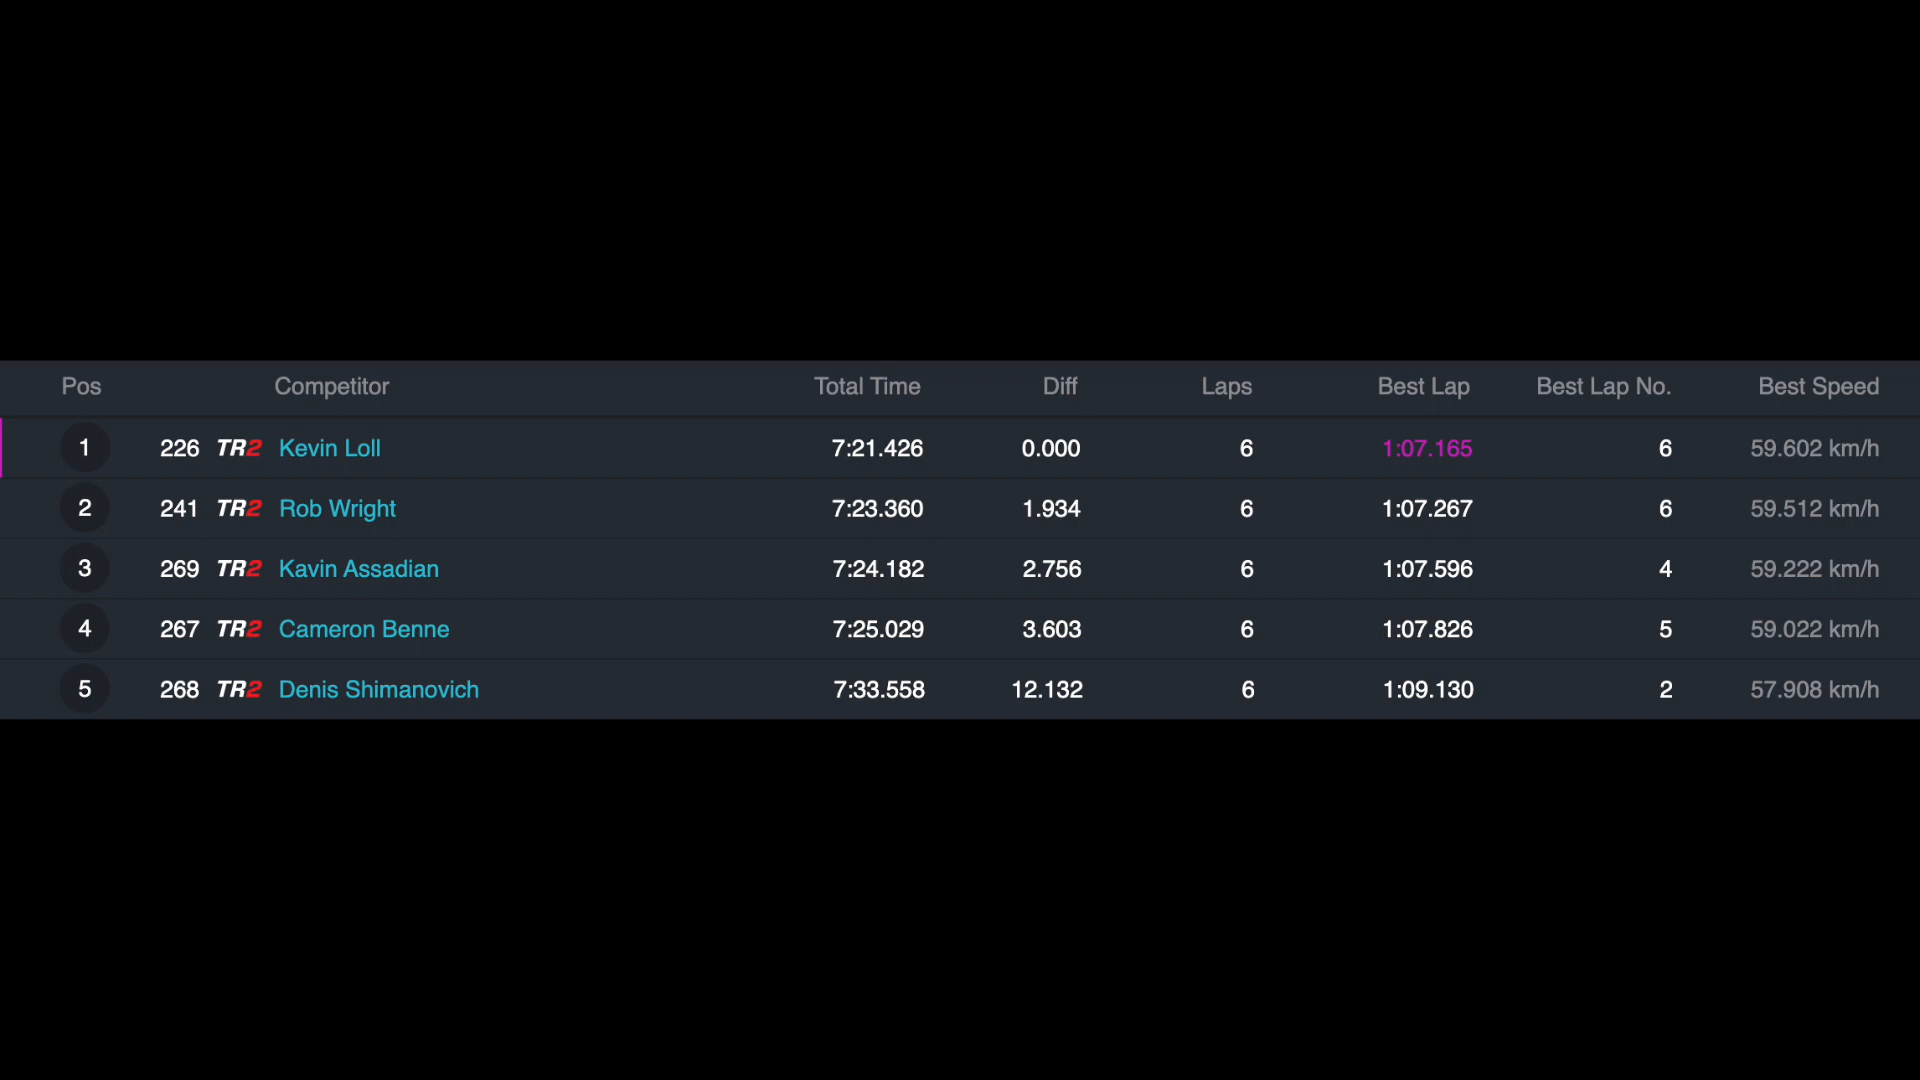 Pos Competitor Total Time Diff Laps Best Lap Best Lap No. Best Speed
1 226 TR2 Kevin Loll 7:21.426 0.000 6 1:07.165 6 59.602 km/h
2 241 TR2 Rob Wright 7:23.360 1.934 6 1:07.267 6 59.512 km/h
3 269 TR2 Kavin Assadian 7:24.182 2.756 6 1:07.596 4 59.222 km/h
4 267 TR2 Cameron Benne 7:25.029 3.603 6 1:07.826 5 59.022 km/h
5 268 TR2 Denis Shimanovich 7:33.558 12.132 6 1:09.130 2 57.908 km/h